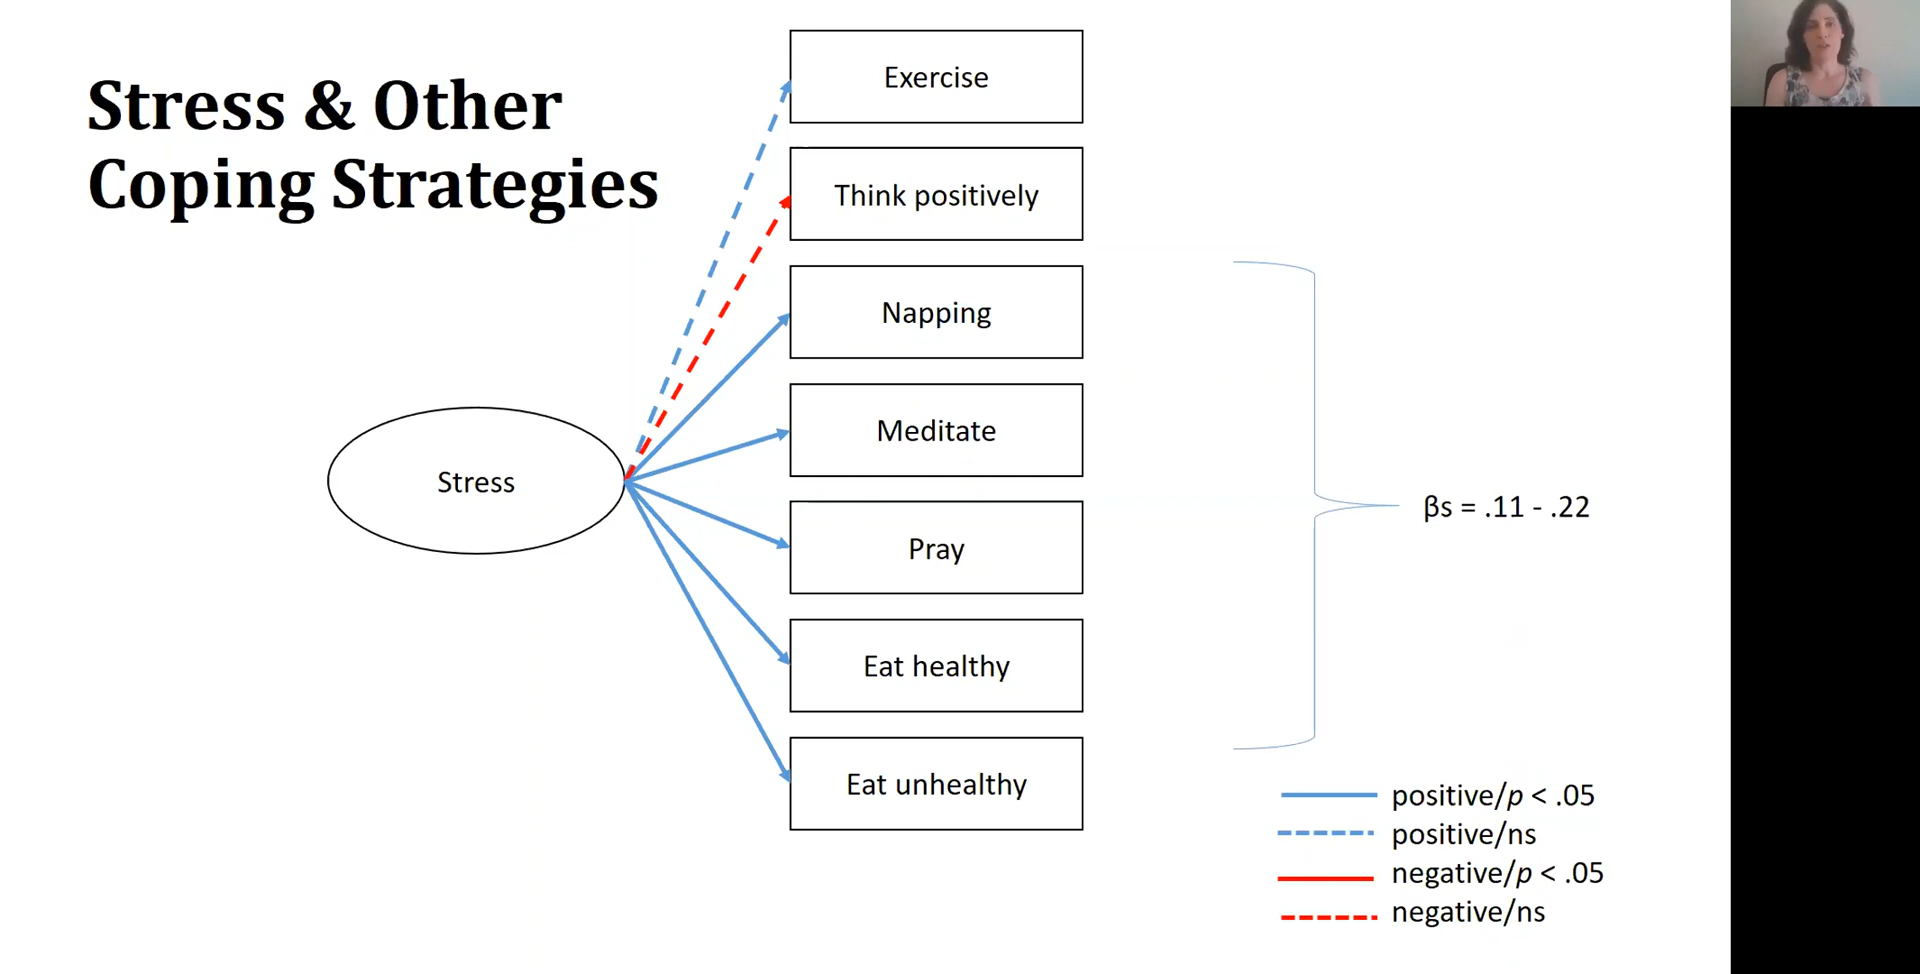 Stress & Other
Coping Strategies
Exercise
Think positively
Napping
Meditate
Pray
Eat healthy
Eat unhealthy
Stress
βs = .11 - .22
positive/p < .05
positive/ns
negative/p < .05
negative/ns